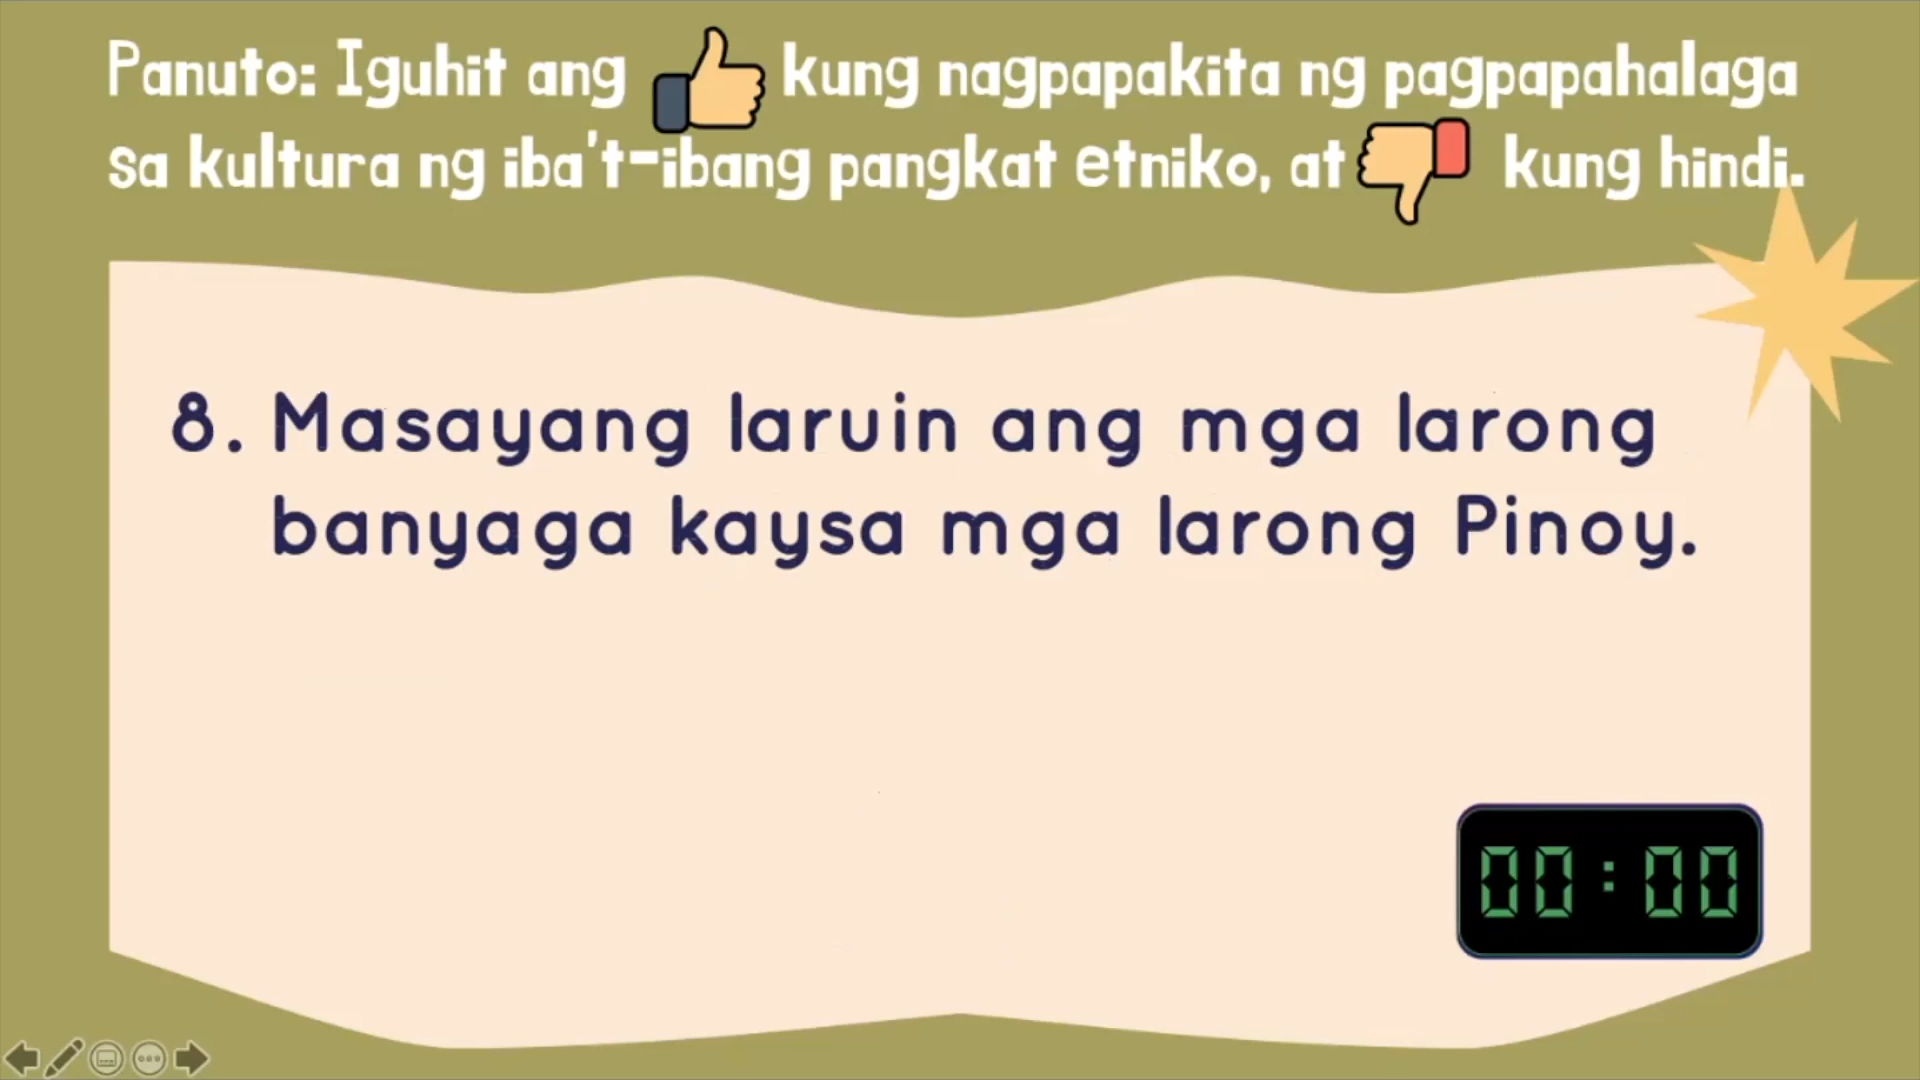 Panuto: Iguhit ang kung nagpapakita ng pagpapahalaga
sa kultura ng iba't-ibang pangkat etniko, at kung hindi.
8. Masayang laruin ang mga larong
banyaga kaysa mga larong Pinoy.
00:00